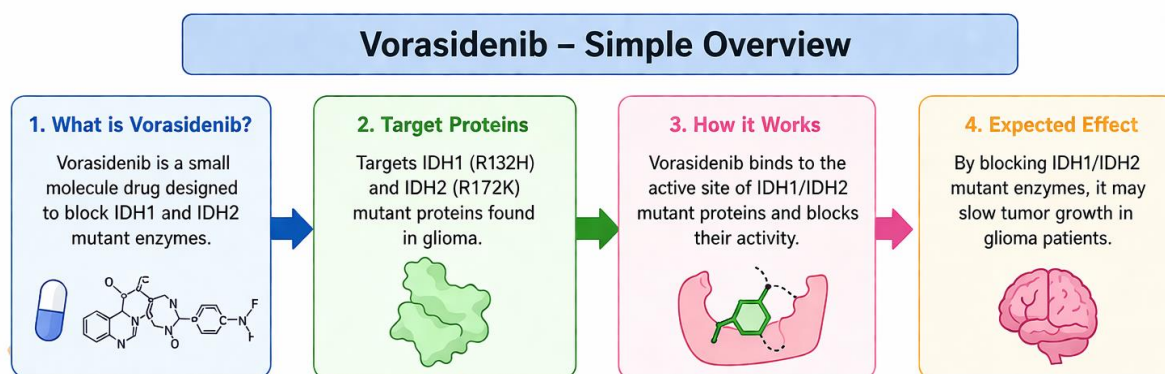 Vorasidenib – Simple Overview
1. What is Vorasidenib?
Vorasidenib is a small
molecule drug designed
to block IDH1 and IDH2
mutant enzymes.
O
N
N
N
N
O
C
N
F
2. Target Proteins
Targets IDH1 (R132H)
and IDH2 (R172K)
mutant proteins found
in glioma.
3. How it Works
Vorasidenib binds to the
active site of IDH1/IDH2
mutant proteins and blocks
their activity.
4. Expected Effect
By blocking IDH1/IDH2
mutant enzymes, it may
slow tumor growth in
glioma patients.